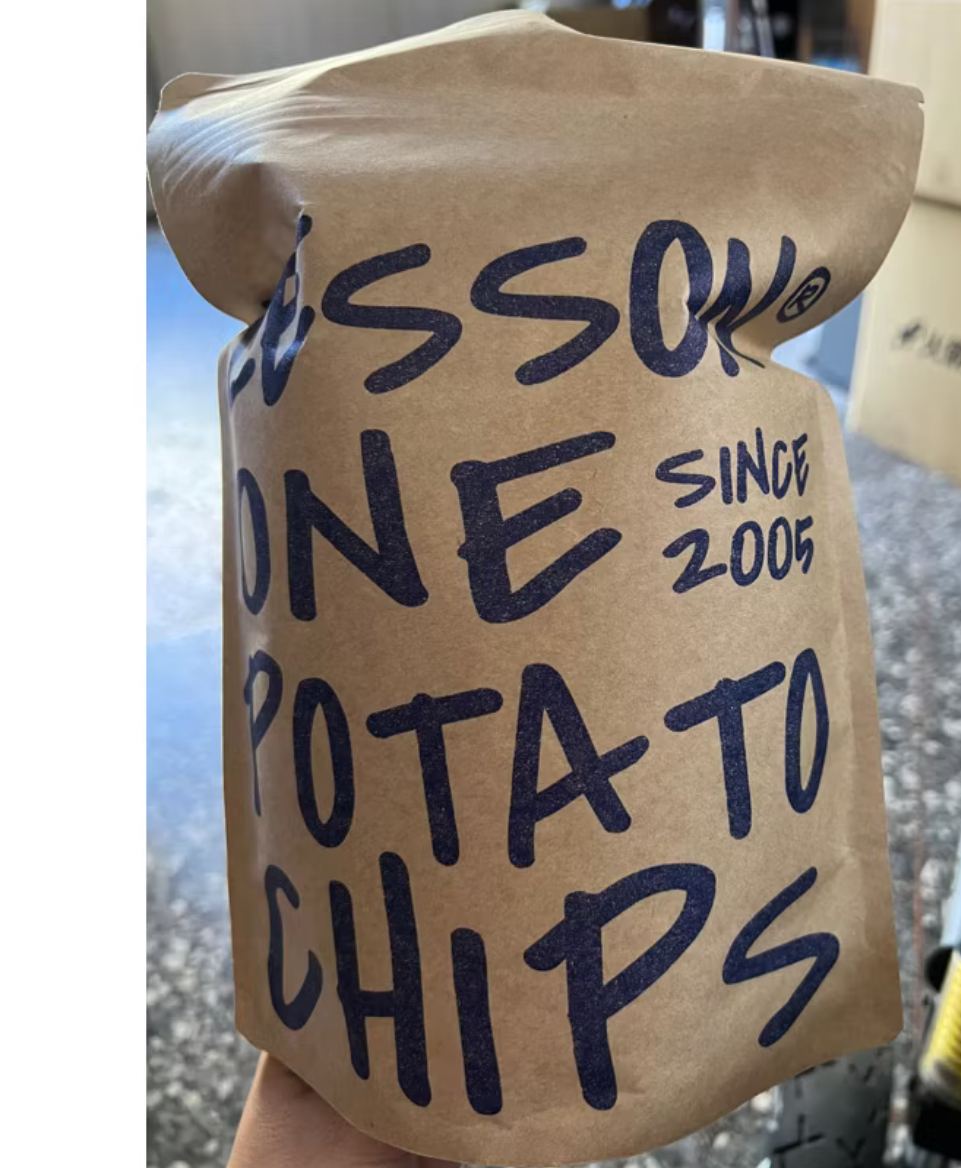 LESSON®
ONE
SINCE
2005
POTATO
CHIPS